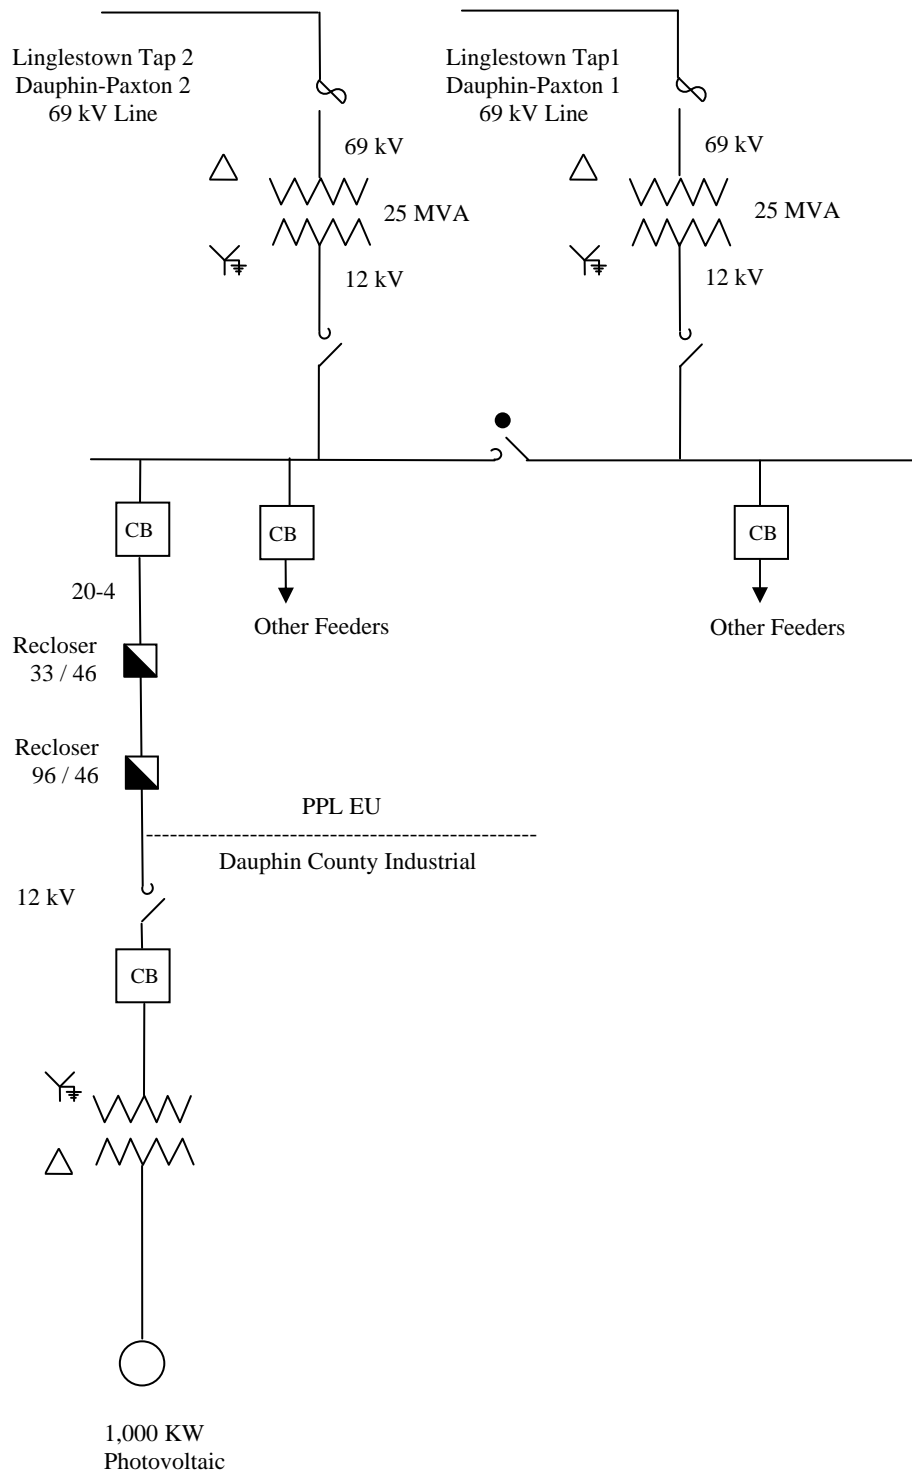 Linglestown Tap 2
Dauphin-Paxton 2
69 kV Line
Linglestown Tap1
Dauphin-Paxton 1
69 kV Line
69 kV
25 MVA
12 kV
69 kV
25 MVA
12 kV
CB
CB
CB
20-4
Other Feeders
Other Feeders
Recloser
33 / 46
Recloser
96 / 46
PPL EU
Dauphin County Industrial
12 kV
CB
1,000 KW
Photovoltaic